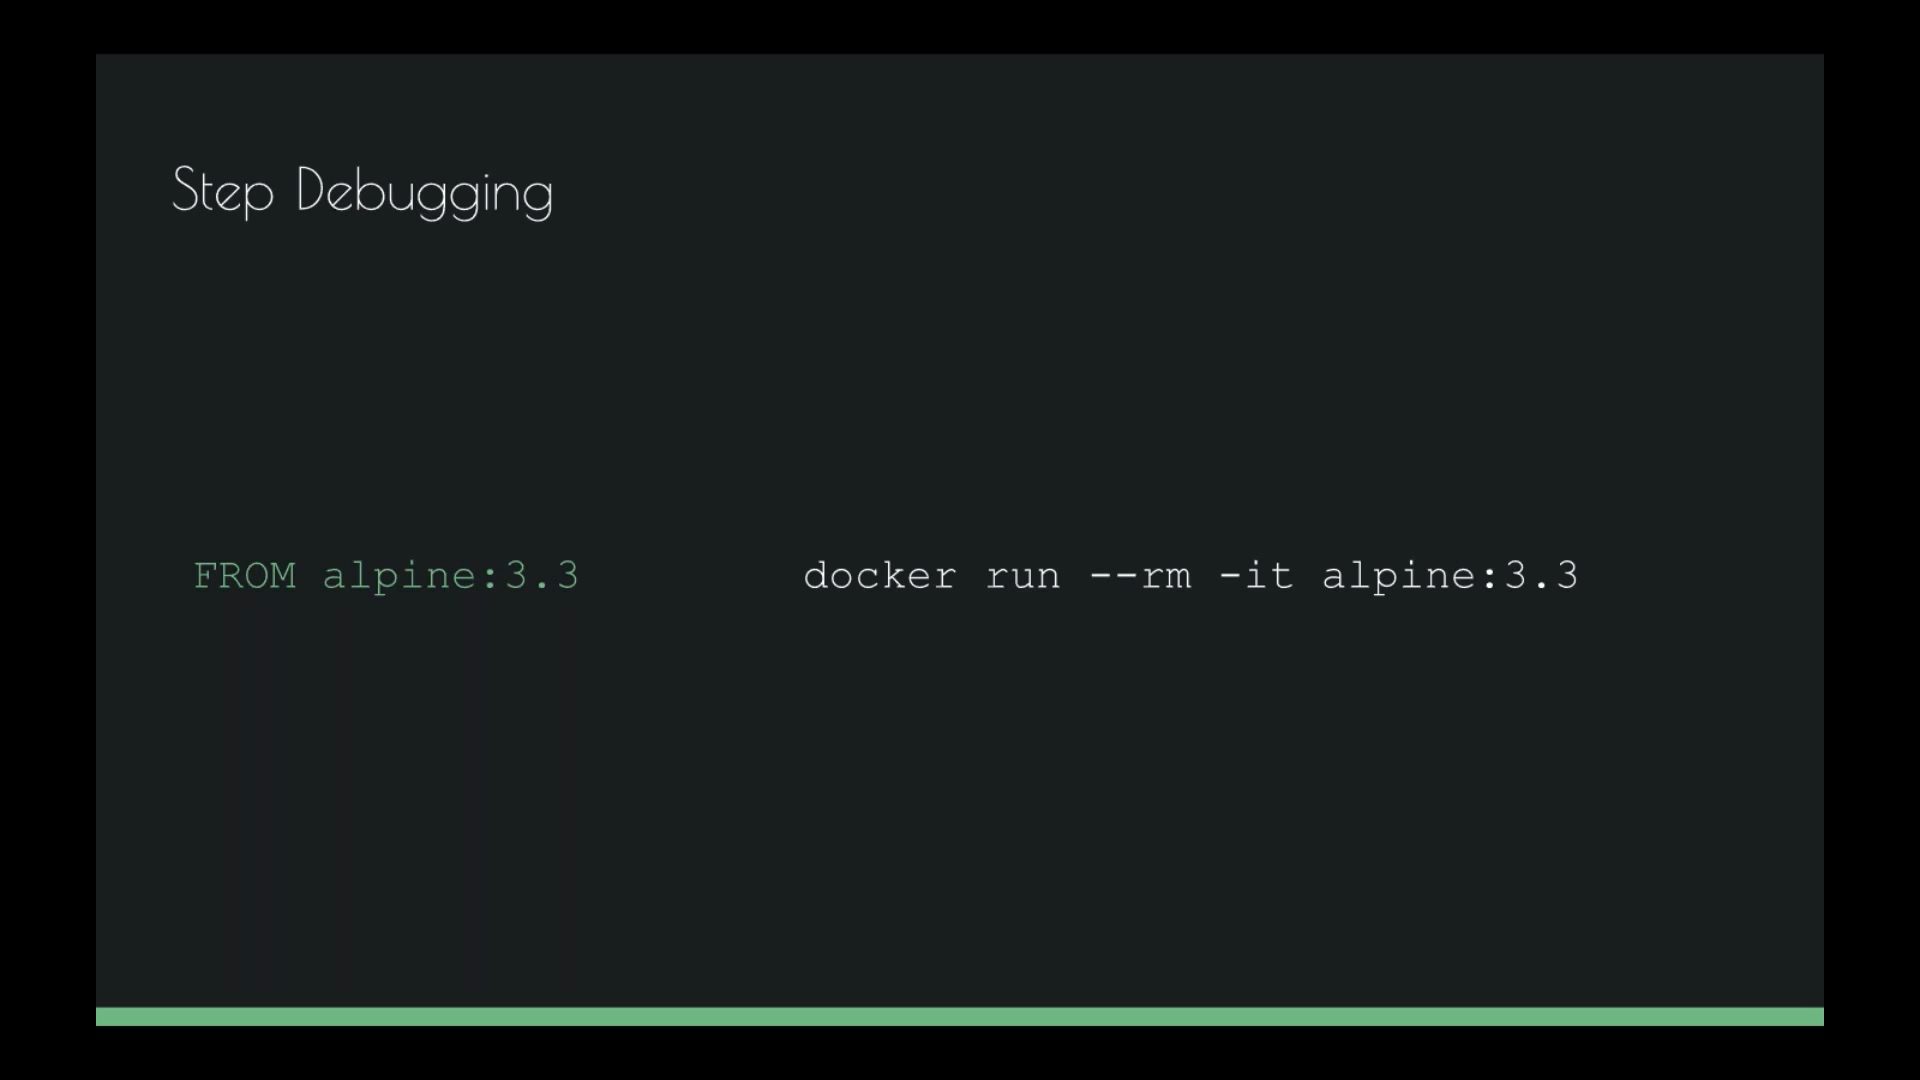 Step Debugging
FROM alpine:3.3
docker run --rm -it alpine:3.3